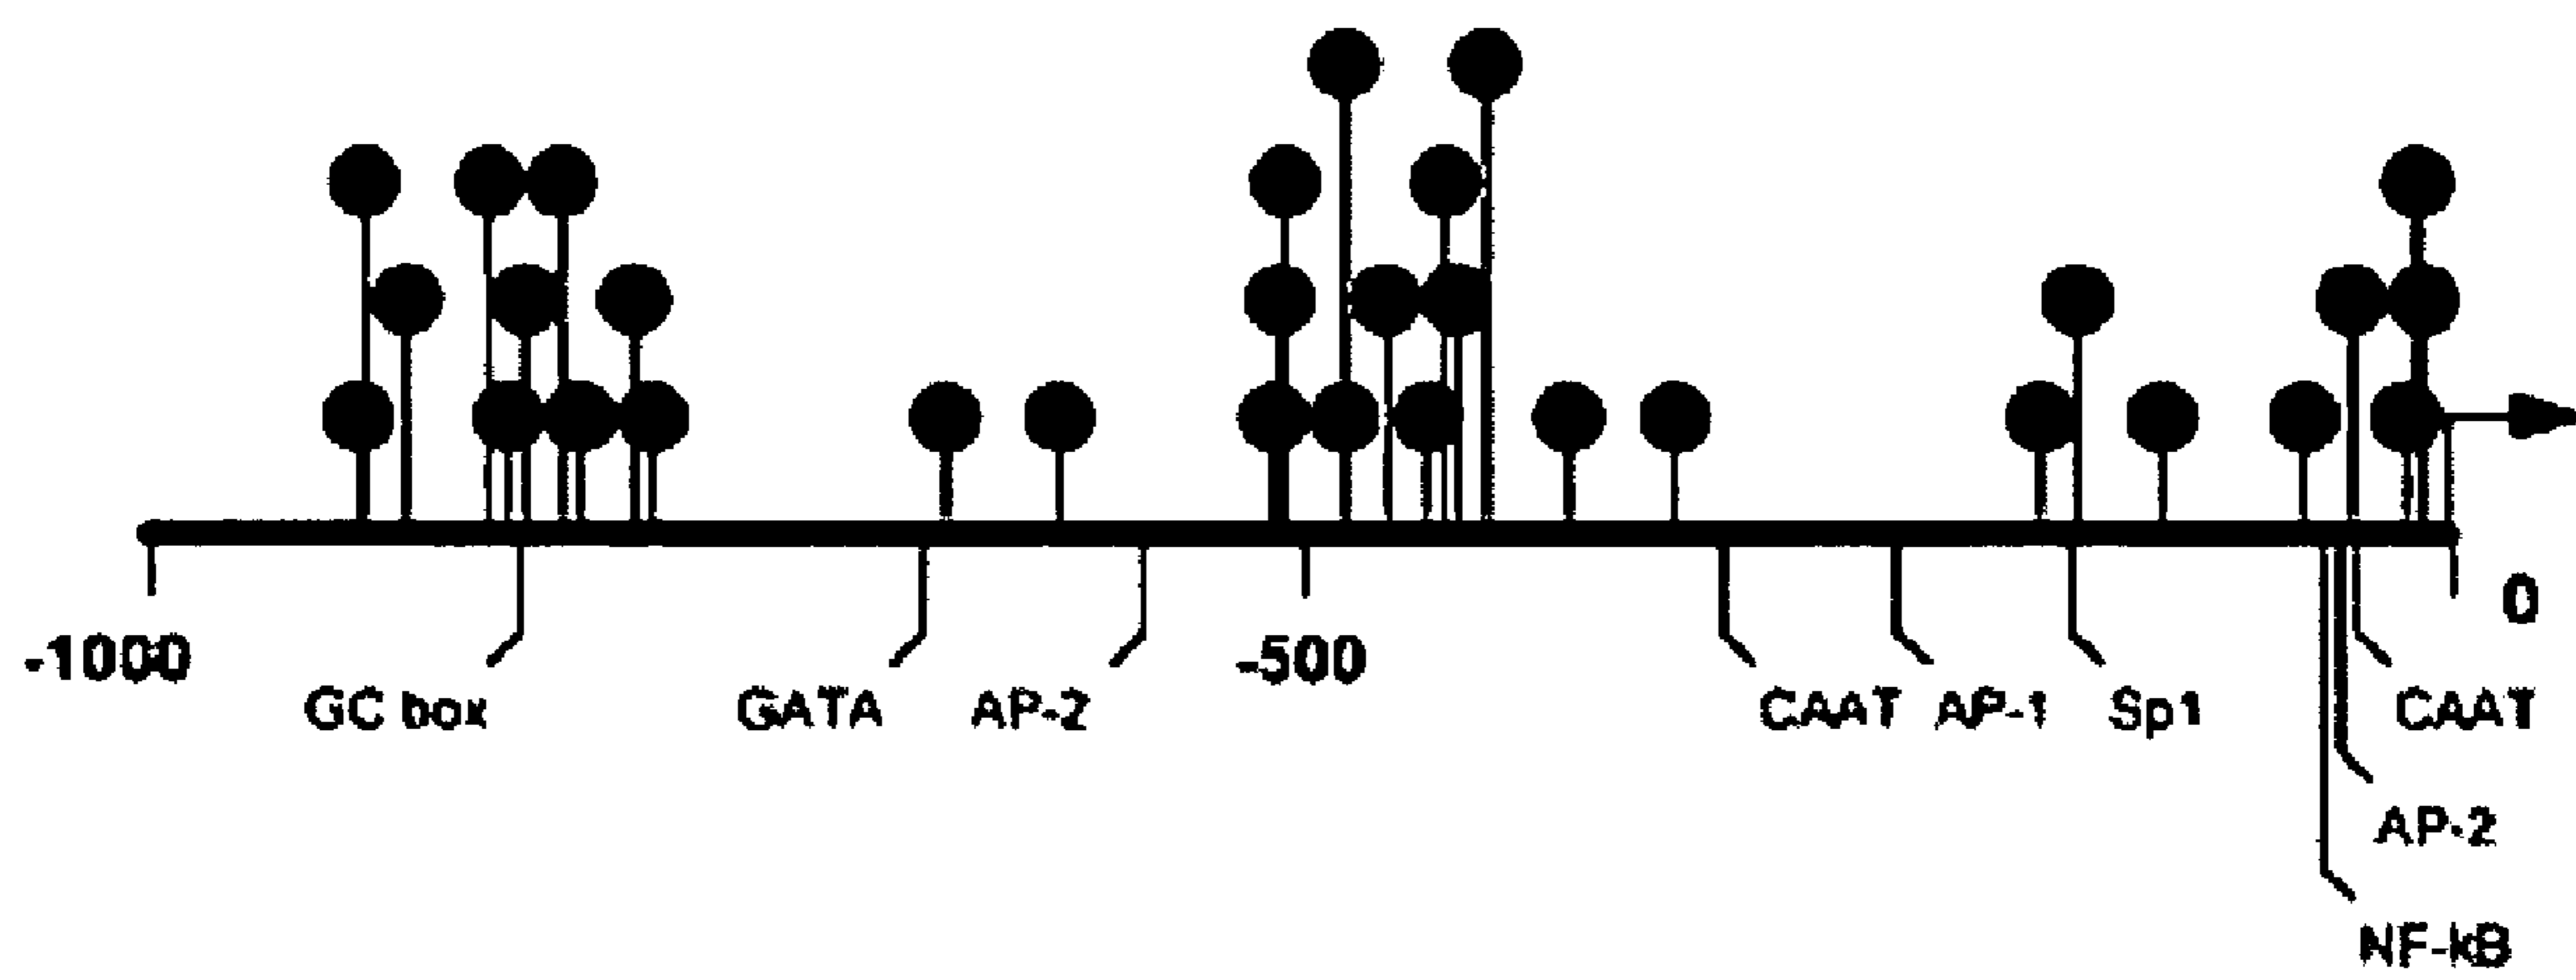 0
-1000 -500
GC box GATA AP-2 CAAT AP-1 Sp1 CAAT
AP-2
NF-kB